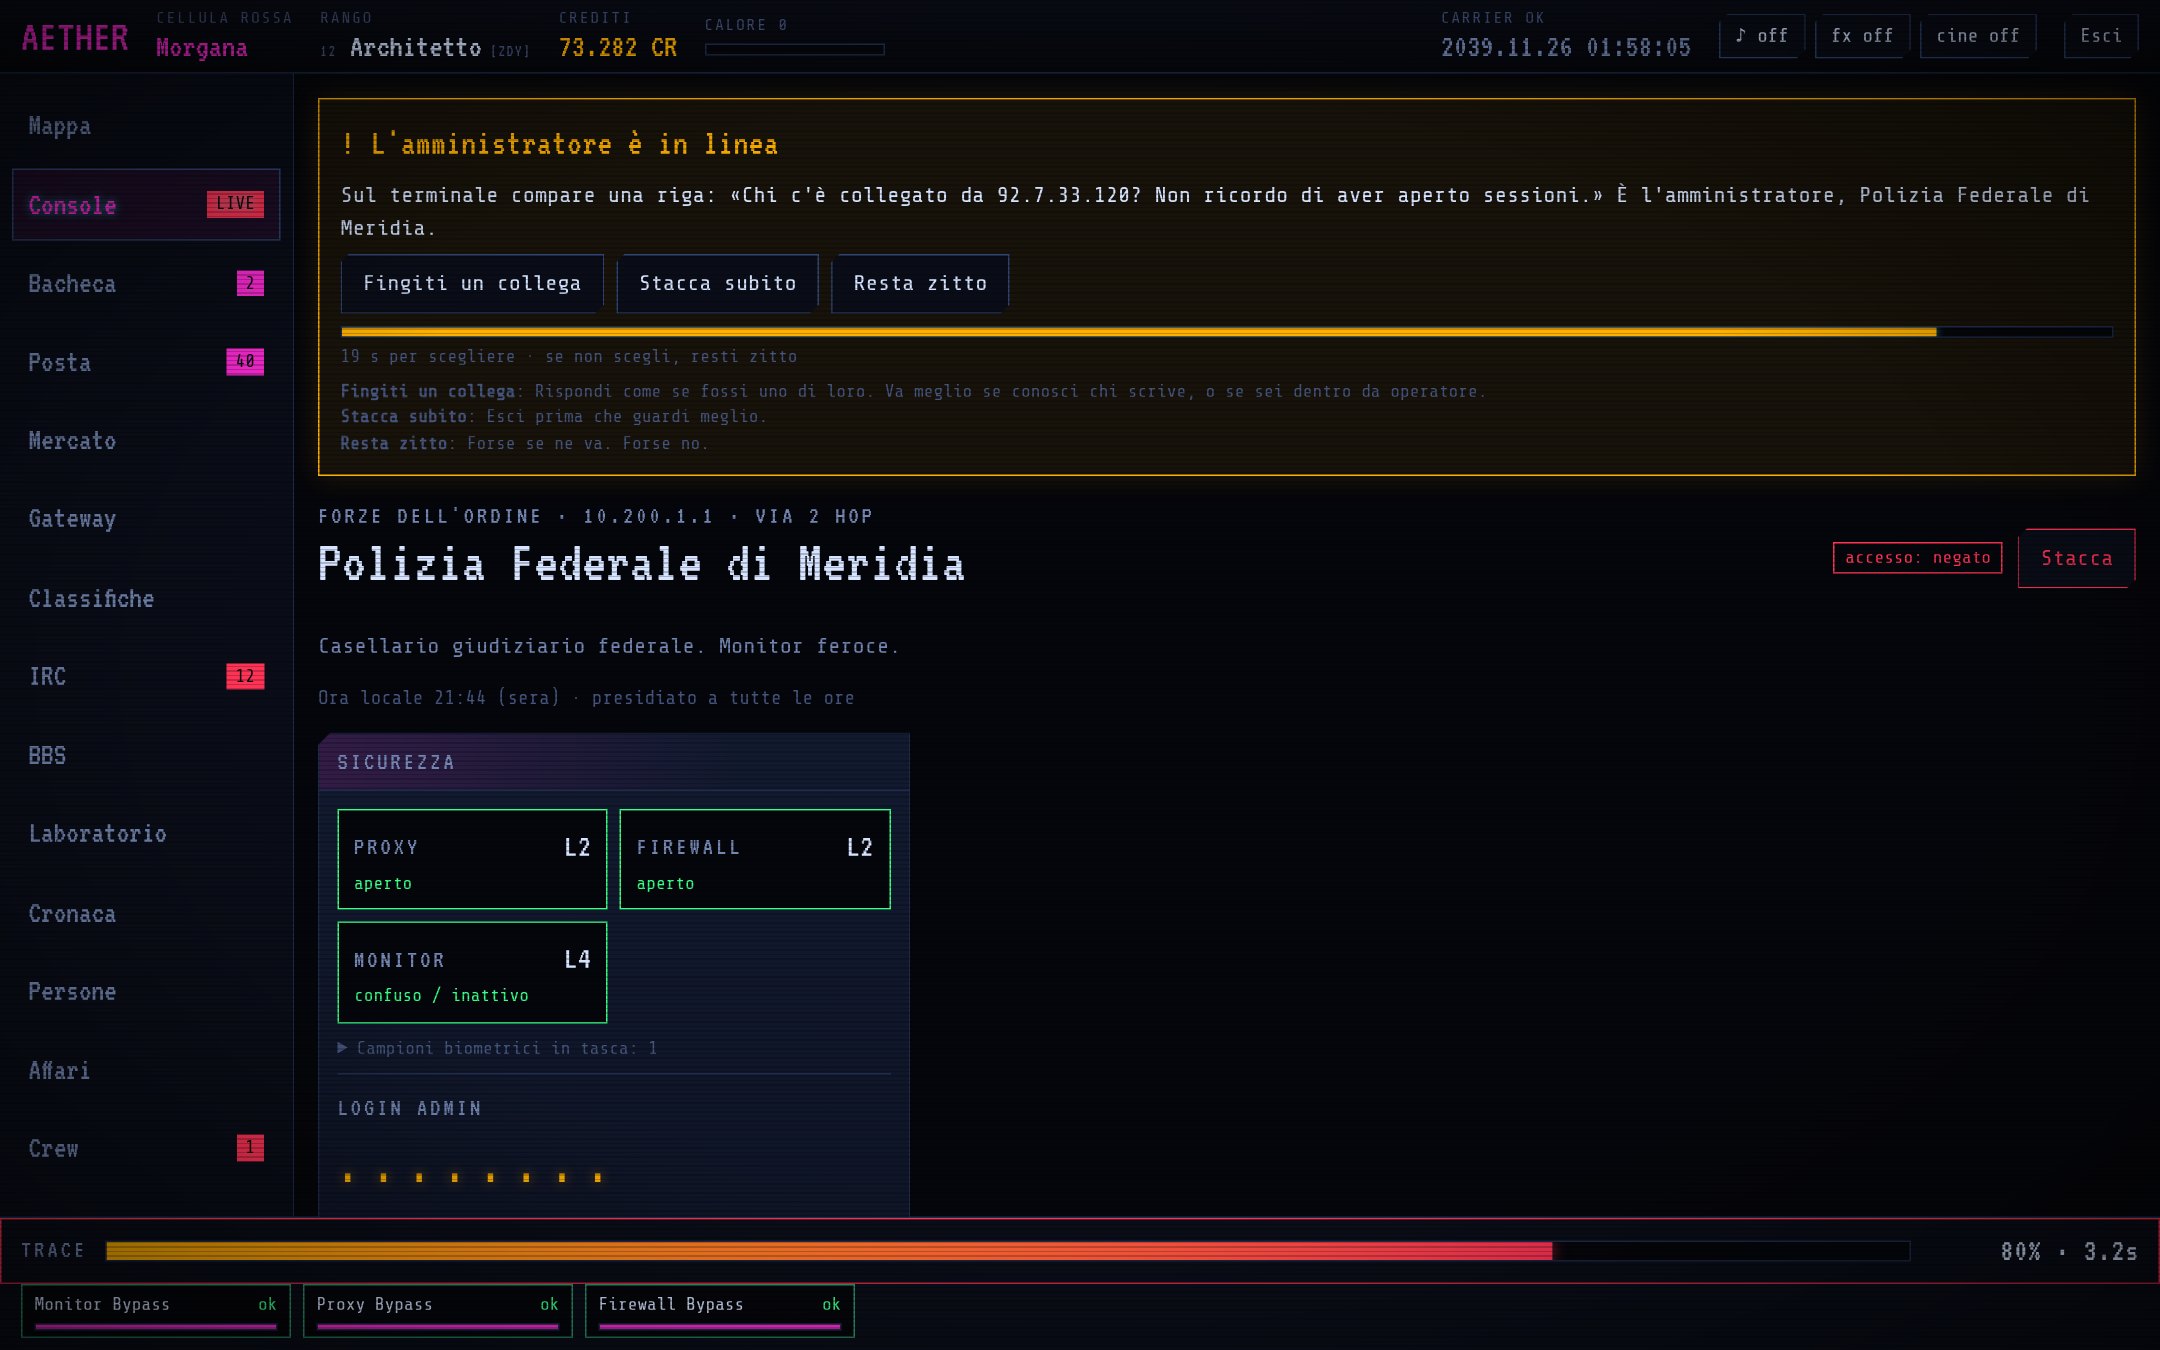 AETHER
CELLULA ROSSA
Morgana
RANGO
12 Architetto [ZDY]
CREDITI
73.282 CR
CALORE 0
CARRIER OK
2039.11.26 01:58:05
♪ off
fx off
cine off
Esci
Mappa
Console LIVE
Bacheca 2
Posta 40
Mercato
Gateway
Classifiche
IRC 12
BBS
Laboratorio
Cronaca
Persone
Affari
Crew 1
! L'amministratore è in linea
Sul terminale compare una riga: «Chi c'è collegato da 92.7.33.120? Non ricordo di aver aperto sessioni.» È l'amministratore, Polizia Federale di
Meridia.
Fingiti un collega
Stacca subito
Resta zitto
19 s per scegliere · se non scegli, resti zitto
Fingiti un collega: Rispondi come se fossi uno di loro. Va meglio se conosci chi scrive, o se sei dentro da operatore.
Stacca subito: Esci prima che guardi meglio.
Resta zitto: Forse se ne va. Forse no.
FORZE DELL'ORDINE · 10.200.1.1 · VIA 2 HOP
Polizia Federale di Meridia
accesso: negato
Stacca
Casellario giudiziario federale. Monitor feroce.
Ora locale 21:44 (sera) · presidiato a tutte le ore
SICUREZZA
PROXY L2
aperto
FIREWALL L2
aperto
MONITOR L4
confuso / inattivo
▶ Campioni biometrici in tasca: 1
LOGIN ADMIN
. . . . . . . .
TRACE
80% · 3.2s
Monitor Bypass ok
Proxy Bypass ok
Firewall Bypass ok